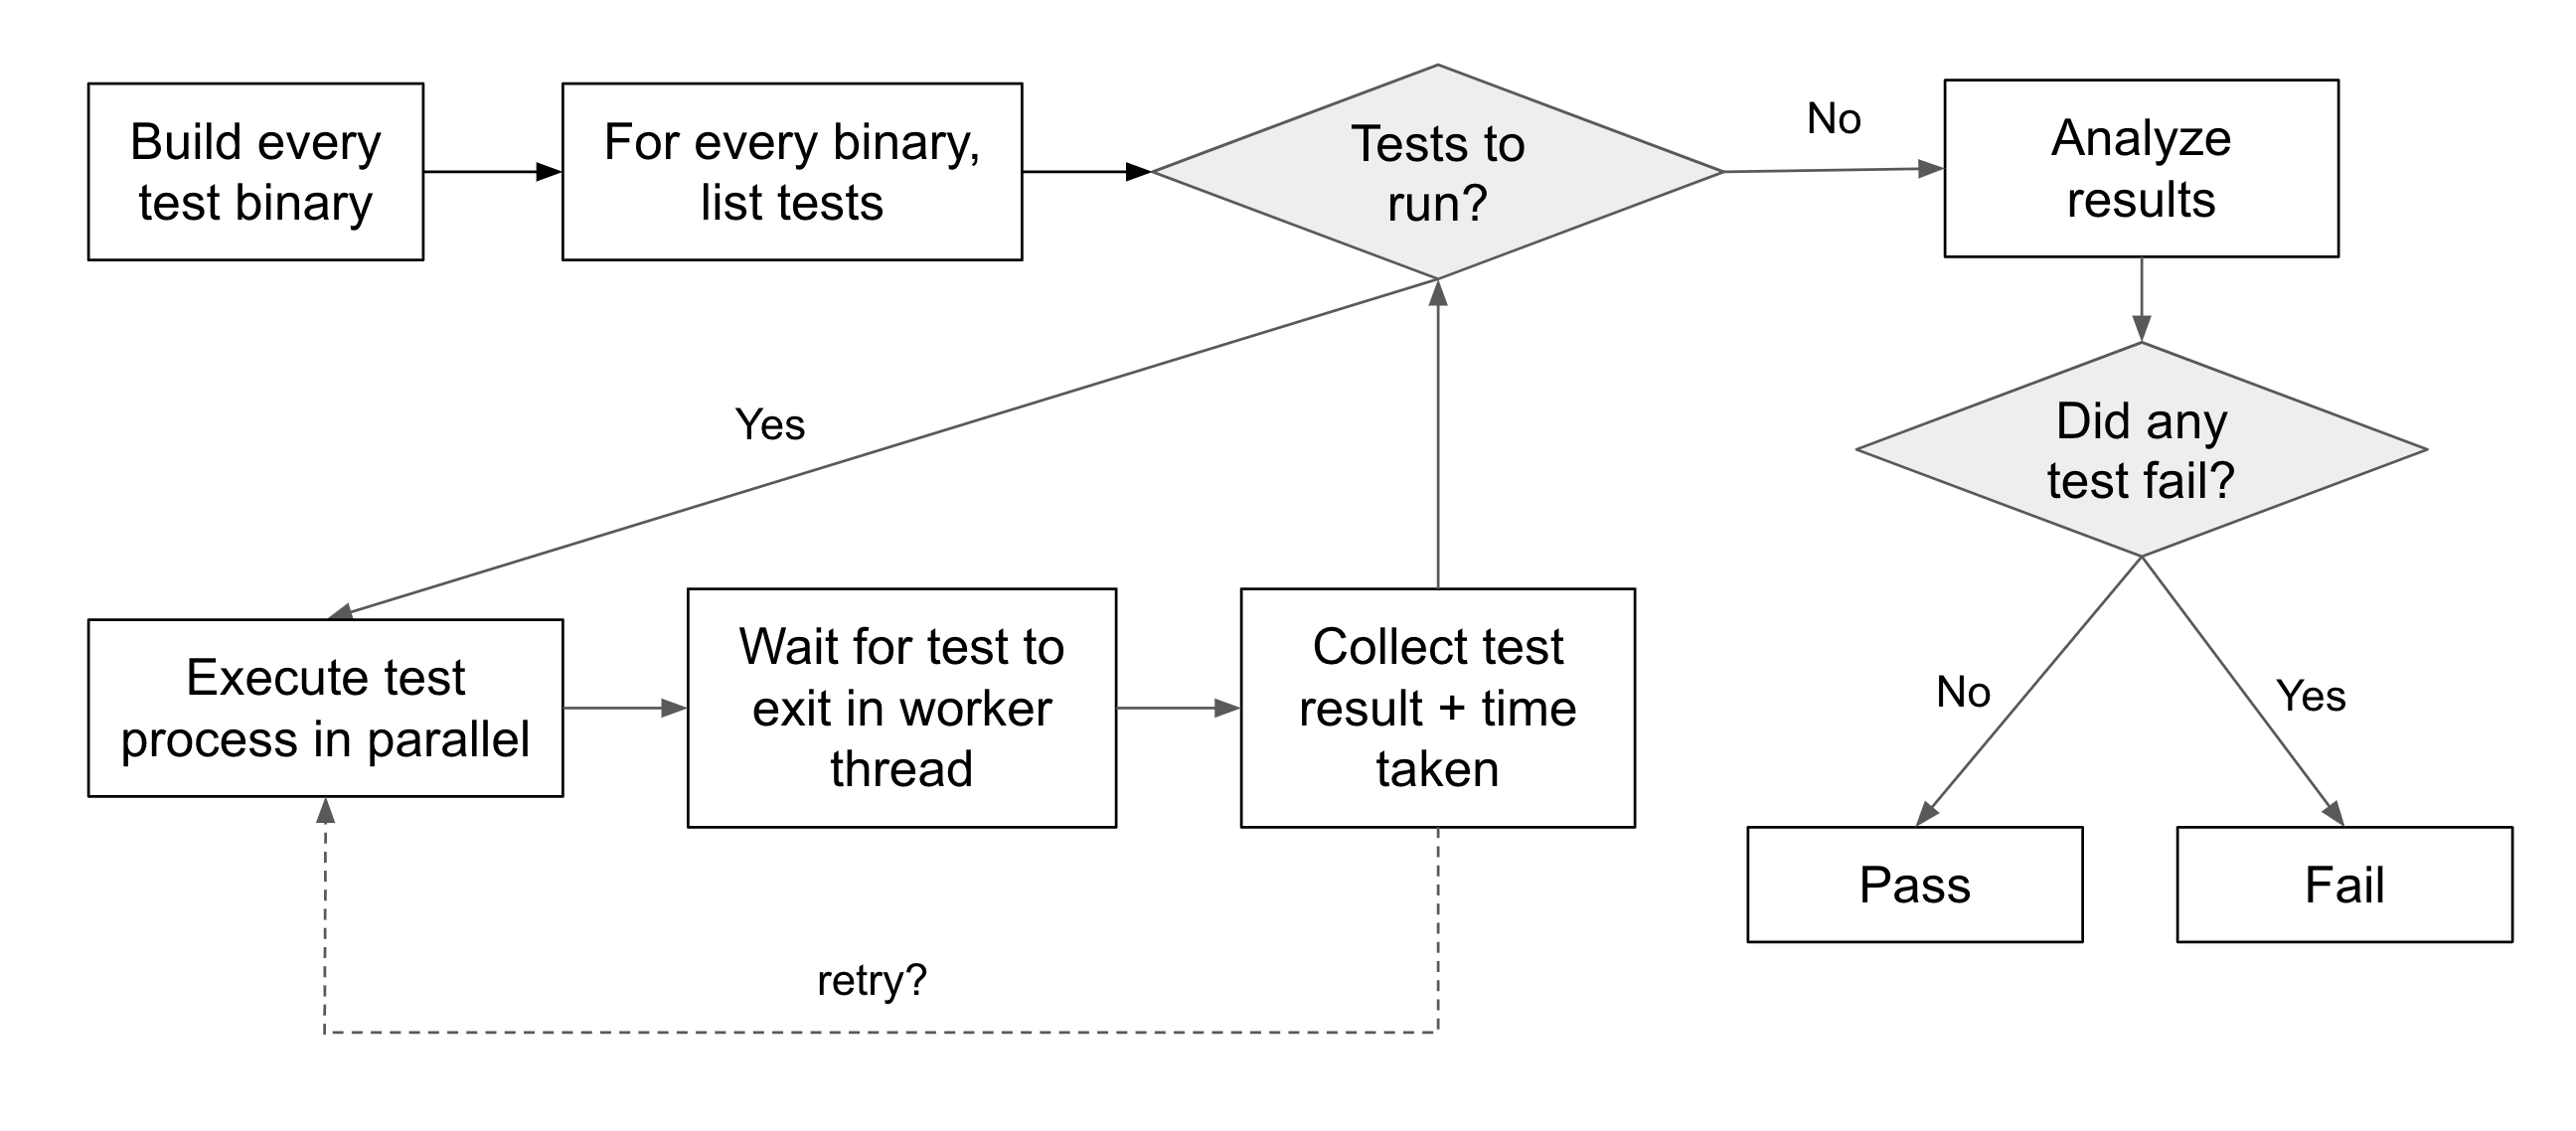 Build every
test binary
For every binary,
list tests
Tests to
run?
No
Analyze
results
Did any
test fail?
Yes
Execute test
process in parallel
Wait for test to
exit in worker
thread
Collect test
result + time
taken
No
Yes
Pass
Fail
retry?